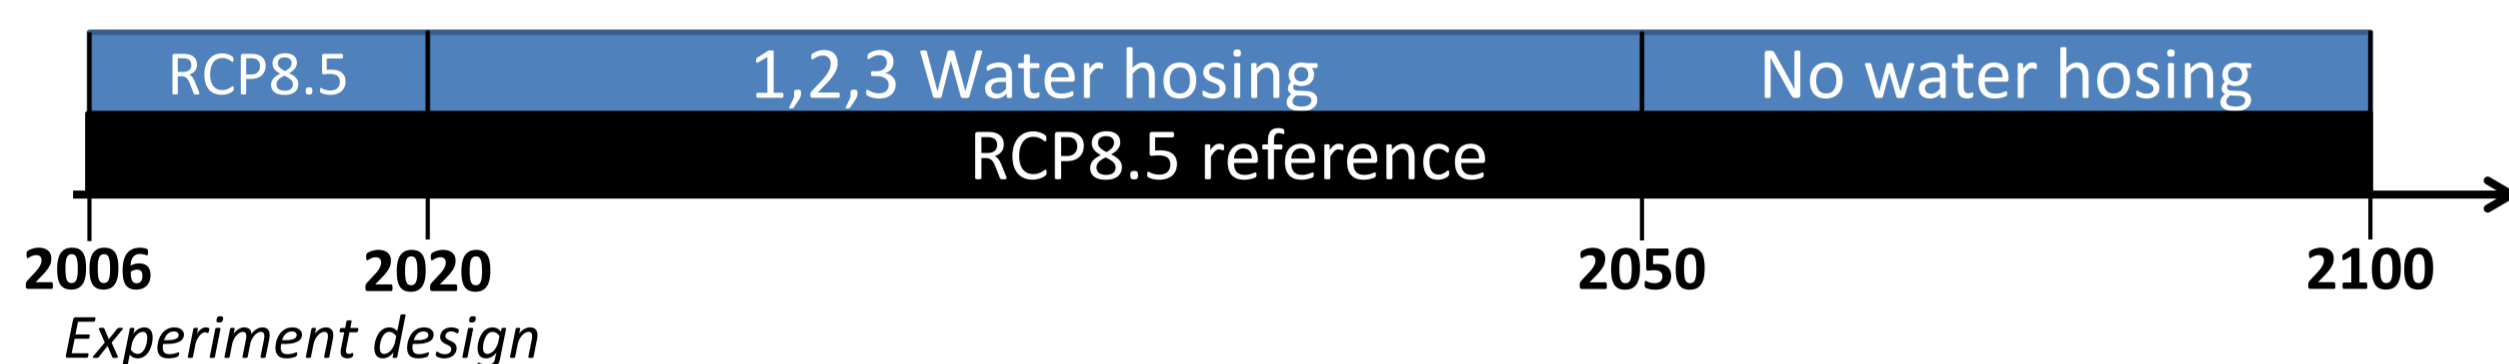 RCP8.5 1,2,3 Water hosing No water hosing
RCP8.5 reference
2006 2020 2050 2100
Experiment design